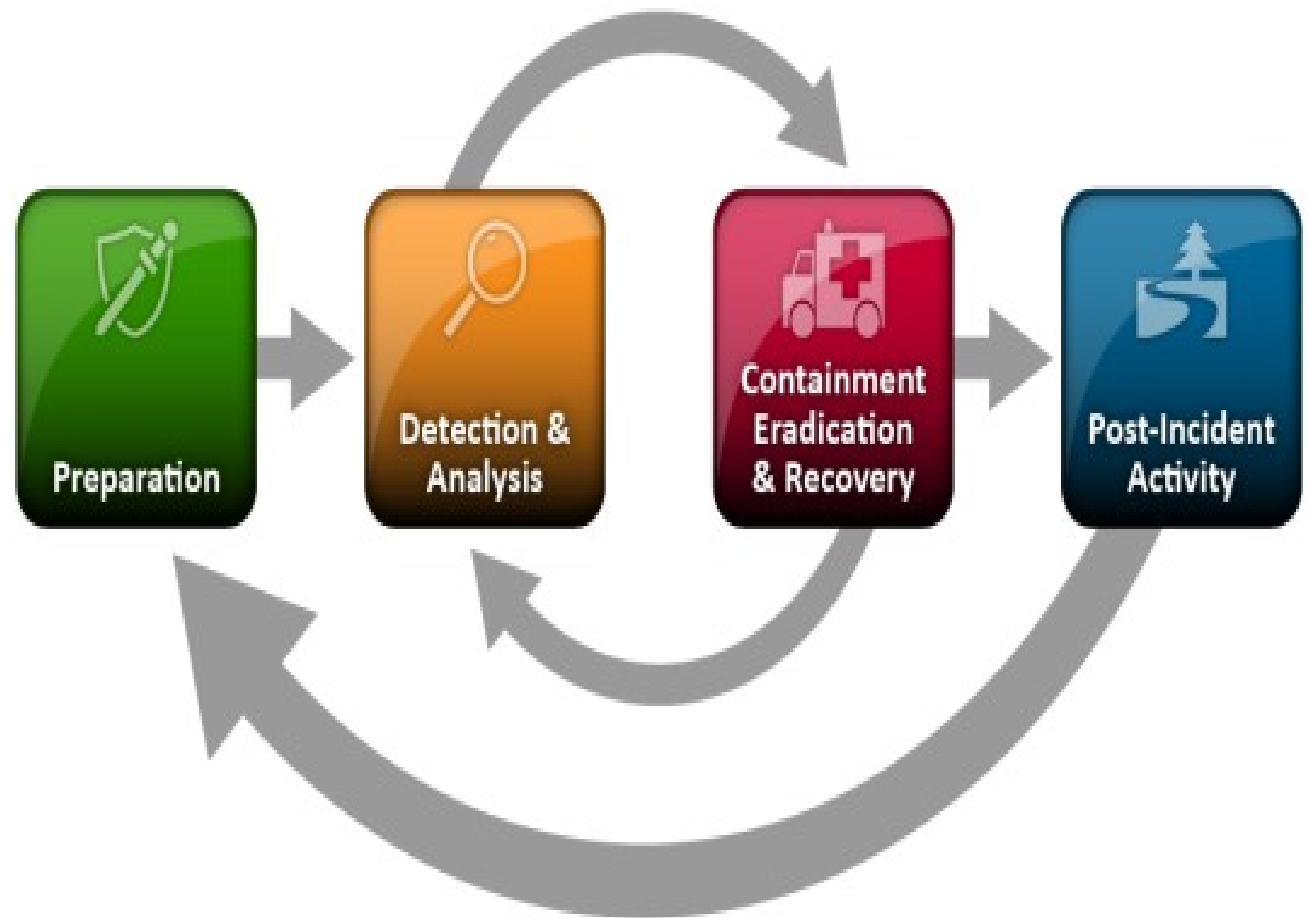 Preparation
Detection &
Analysis
Containment
Eradication
& Recovery
Post-Incident
Activity